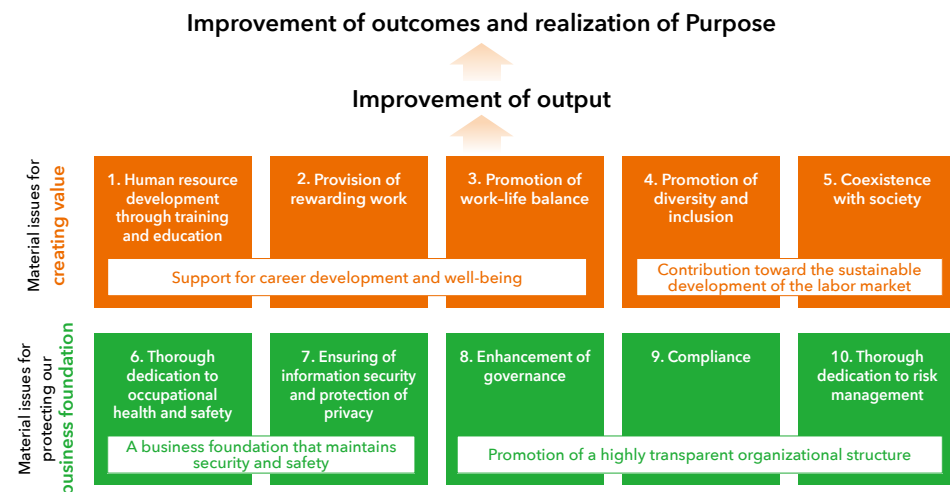 Improvement of outcomes and realization of Purpose
Improvement of output
Material issues for
creating value
1. Human resource
development
through training
and education
2. Provision of
rewarding work
3. Promotion of
work–life balance
4. Promotion of
diversity and
inclusion
5. Coexistence
with society
Support for career development and well-being
Contribution toward the sustainable
development of the labor market
Material issues for
protecting our
business foundation
6. Thorough
dedication to
occupational
health and safety
7. Ensuring of
information security
and protection of
privacy
8. Enhancement of
governance
9. Compliance
10. Thorough
dedication to risk
management
A business foundation that maintains
security and safety
Promotion of a highly transparent organizational structure